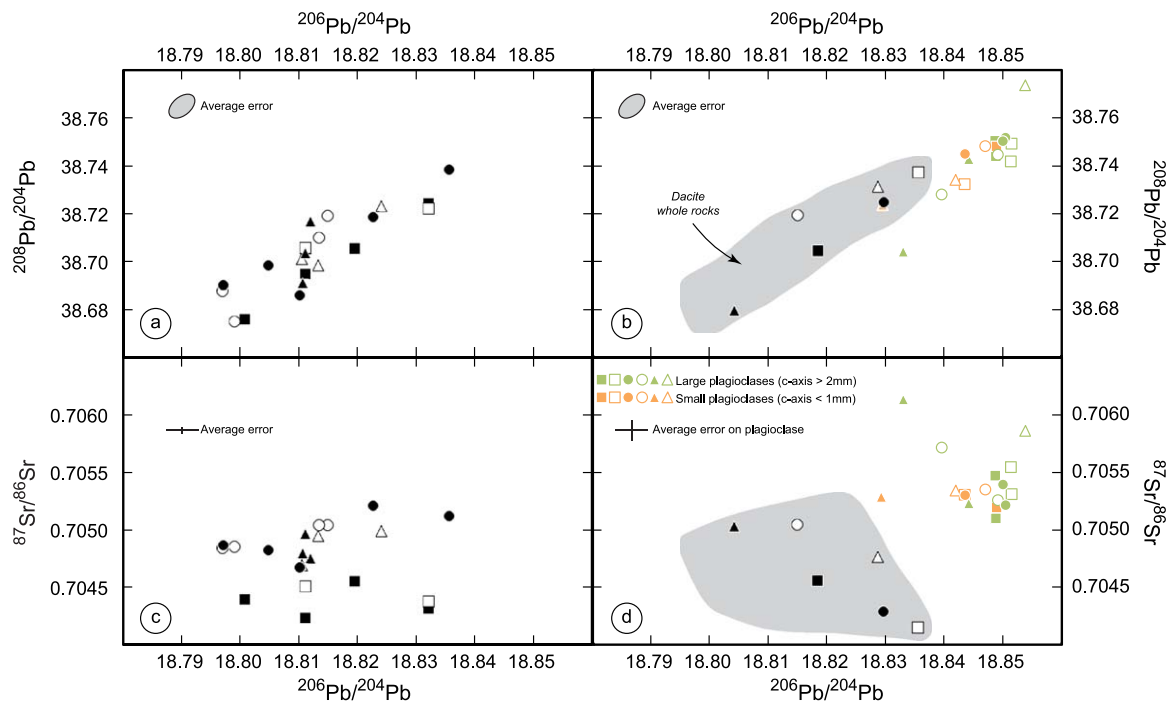 ²⁰⁶Pb/²⁰⁴Pb ²⁰⁶Pb/²⁰⁴Pb
18.79 18.80 18.81 18.82 18.83 18.84 18.85 18.79 18.80 18.81 18.82 18.83 18.84 18.85
Average error
38.76
38.74
38.72
38.70
38.68
²⁰⁸Pb/²⁰⁴Pb
a
Average error
Dacite
whole rocks
38.76
38.74
38.72
38.70
38.68
²⁰⁸Pb/²⁰⁴Pb
b
Average error
0.7060
0.7055
0.7050
0.7045
⁸⁷Sr/⁸⁶Sr
c
Large plagioclases (c-axis > 2mm)
Small plagioclases (c-axis < 1mm)
Average error on plagioclase
0.7060
0.7055
0.7050
0.7045
⁸⁷Sr/⁸⁶Sr
d
18.79 18.80 18.81 18.82 18.83 18.84 18.85 18.79 18.80 18.81 18.82 18.83 18.84 18.85
²⁰⁶Pb/²⁰⁴Pb ²⁰⁶Pb/²⁰⁴Pb